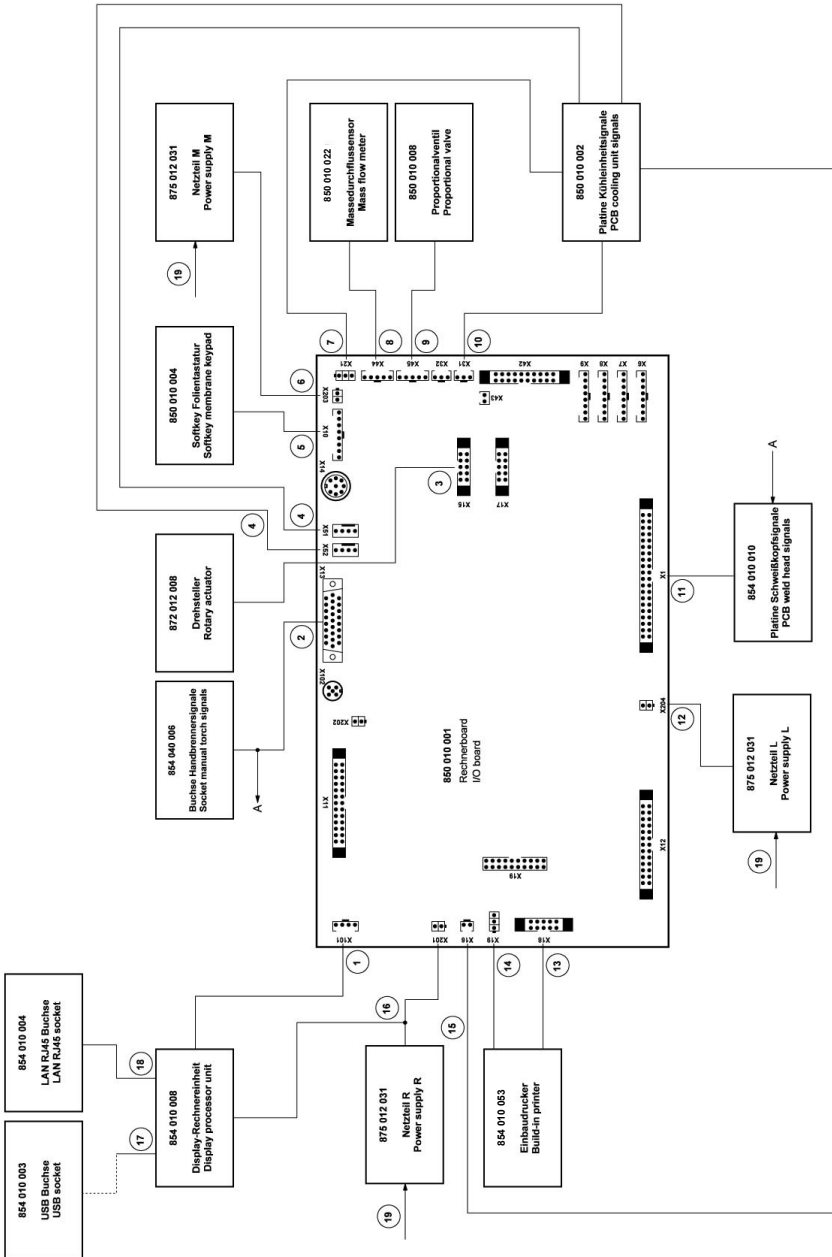 854 010 003
USB Buchse
USB socket
854 010 004
LAN RJ45 Buchse
LAN RJ45 socket
17
18
854 010 008
Display-Rechnereinheit
Display processor unit
854 040 006
Buchse Handbrennersignale
Socket manual torch signals
A
872 012 008
Drehsteller
Rotary actuator
850 010 004
Softkey Folientastatur
Softkey membrane keypad
875 012 031
Netzteil M
Power supply M
19
850 010 022
Massedurchflussensor
Mass flow meter
850 010 008
Proportionalventil
Proportional valve
850 010 002
Platine Kühleinheitsignale
PCB cooling unit signals
1
2
3
4
4
5
6
7
8
9
10
X101
X11
X202
X102
X13
X52
X51
X14
X10
X203
X21
X44
X45
X32
X31
X42
X43
X15
X17
X9
X8
X7
X6
850 010 001
Rechnerboard
I/O board
X201
X16
X19
X18
X19
X12
X204
X1
16
15
14
13
12
11
875 012 031
Netzteil R
Power supply R
19
854 010 053
Einbaudrucker
Build-in printer
875 012 031
Netzteil L
Power supply L
19
854 010 010
Platine Schweißkopfsignale
PCB weld head signals
A